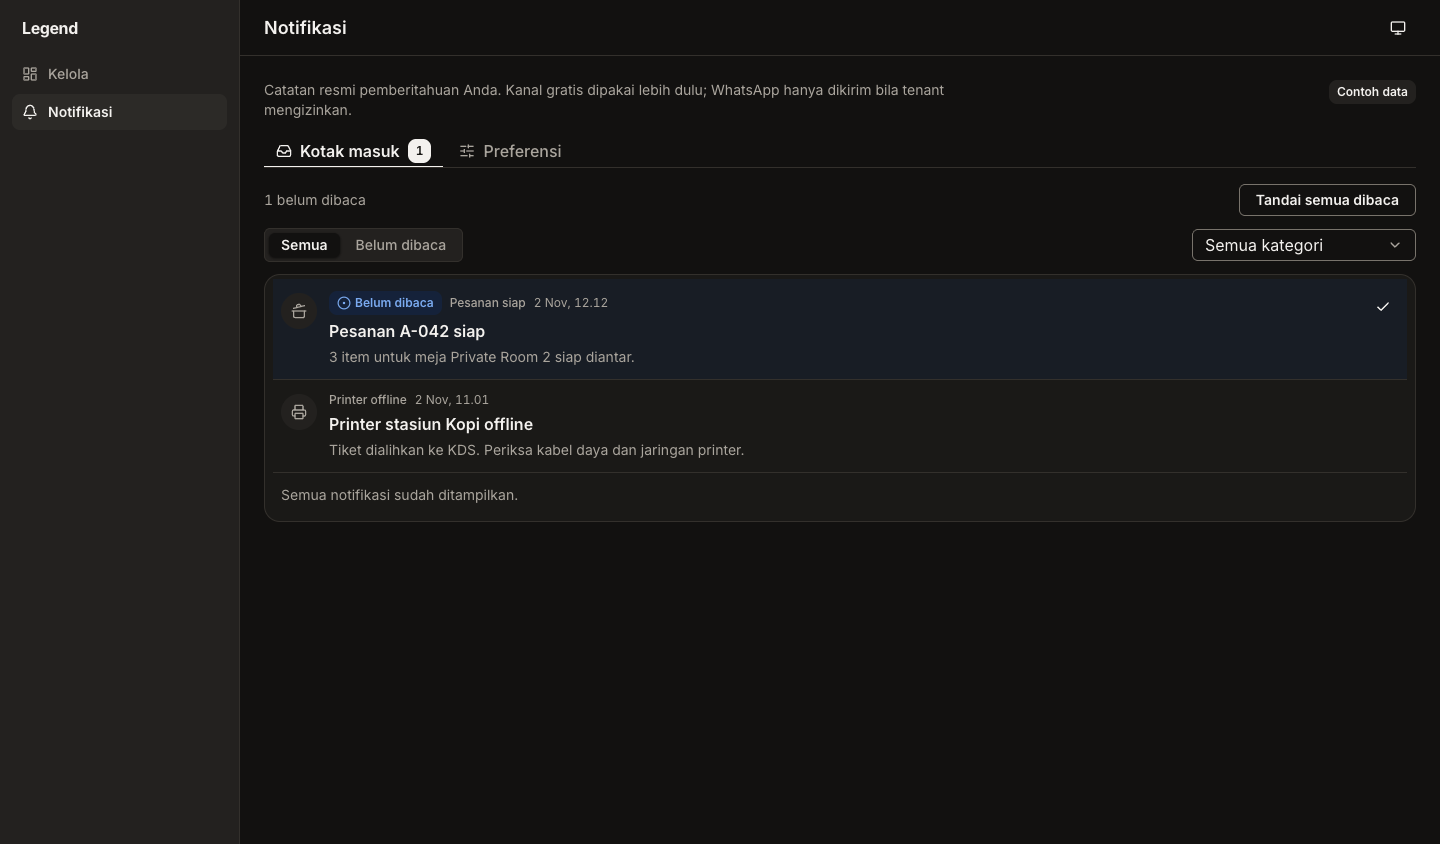 Legend
Kelola
Notifikasi
Notifikasi
Catatan resmi pemberitahuan Anda. Kanal gratis dipakai lebih dulu; WhatsApp hanya dikirim bila tenant
mengizinkan.
Contoh data
Kotak masuk 1
Preferensi
1 belum dibaca
Tandai semua dibaca
Semua
Belum dibaca
Semua kategori
Belum dibaca Pesanan siap 2 Nov, 12.12
Pesanan A-042 siap
3 item untuk meja Private Room 2 siap diantar.
Printer offline 2 Nov, 11.01
Printer stasiun Kopi offline
Tiket dialihkan ke KDS. Periksa kabel daya dan jaringan printer.
Semua notifikasi sudah ditampilkan.